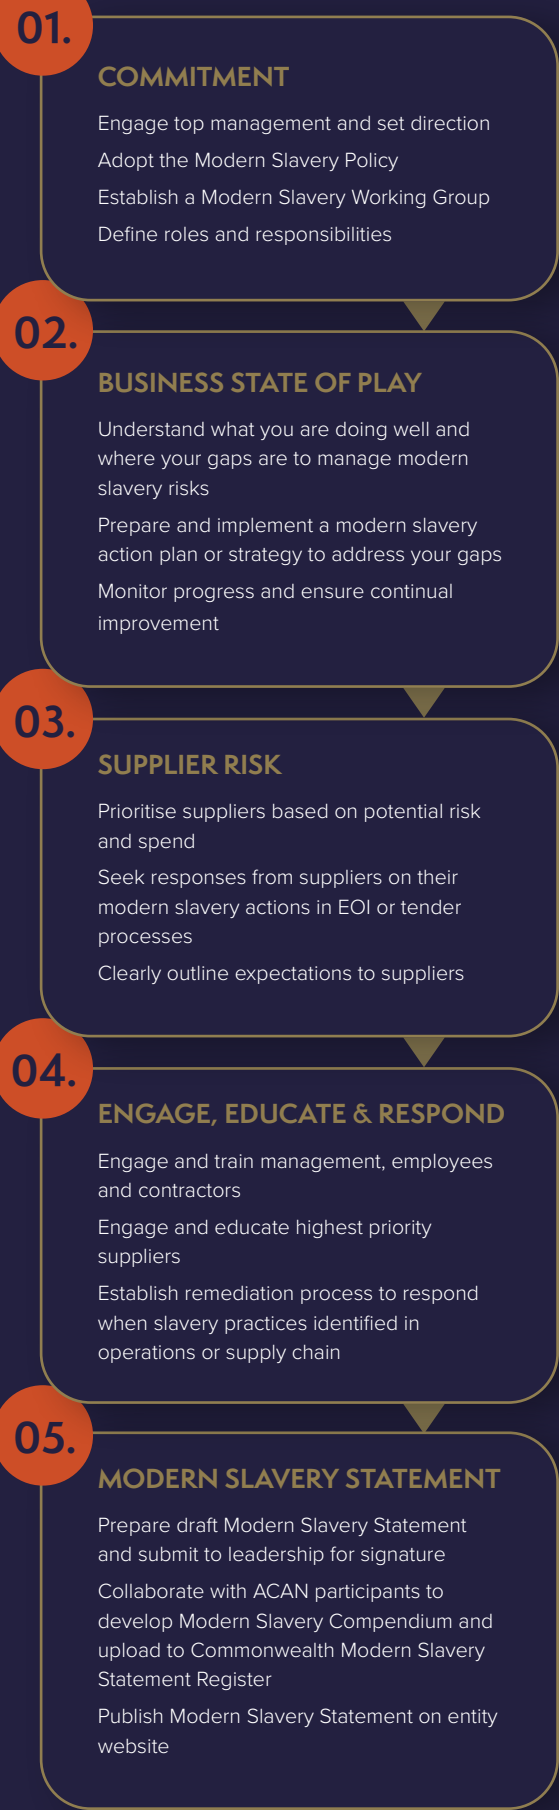 01.
COMMITMENT
Engage top management and set direction
Adopt the Modern Slavery Policy
Establish a Modern Slavery Working Group
Define roles and responsibilities
02.
BUSINESS STATE OF PLAY
Understand what you are doing well and
where your gaps are to manage modern
slavery risks
Prepare and implement a modern slavery
action plan or strategy to address your gaps
Monitor progress and ensure continual
improvement
03.
SUPPLIER RISK
Prioritise suppliers based on potential risk
and spend
Seek responses from suppliers on their
modern slavery actions in EOI or tender
processes
Clearly outline expectations to suppliers
04.
ENGAGE, EDUCATE & RESPOND
Engage and train management, employees
and contractors
Engage and educate highest priority
suppliers
Establish remediation process to respond
when slavery practices identified in
operations or supply chain
05.
MODERN SLAVERY STATEMENT
Prepare draft Modern Slavery Statement
and submit to leadership for signature
Collaborate with ACAN participants to
develop Modern Slavery Compendium and
upload to Commonwealth Modern Slavery
Statement Register
Publish Modern Slavery Statement on entity
website